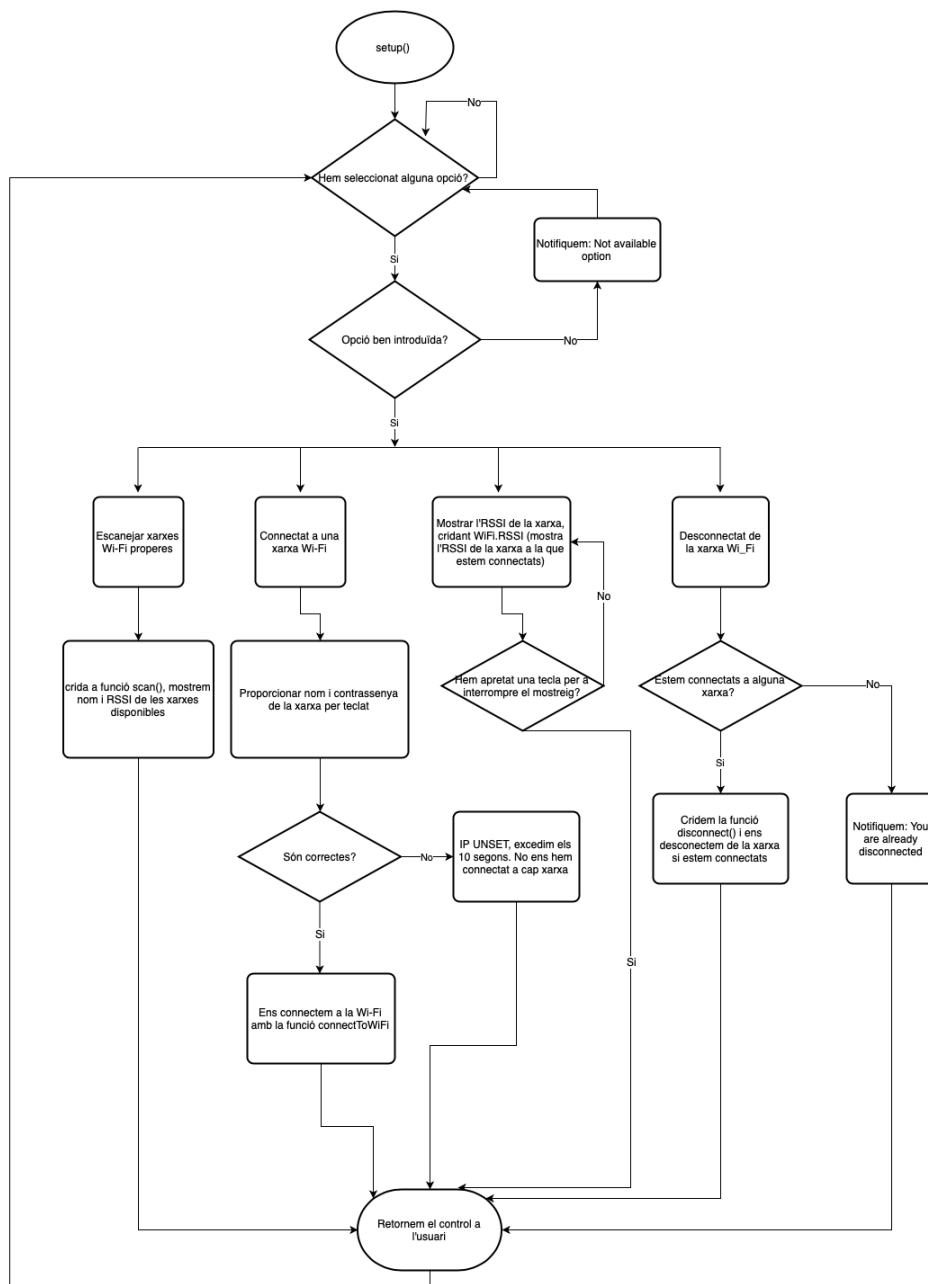 setup()
No
Hem seleccionat alguna opció?
Notifiquem: Not available
option
Si
Opció ben introduïda?
No
Si
Escanejar xarxes
Wi-Fi properes
Connectat a una
xarxa Wi-Fi
Mostrar l'RSSI de la xarxa,
cridant WiFi.RSSI (mostra
l'RSSI de la xarxa a la que
estem connectats)
Desconnectat de
la xarxa Wi_Fi
No
crida a funció scan(), mostrem
nom i RSSI de les xarxes
disponibles
Proporcionar nom i contrassenya
de la xarxa per teclat
Hem apretat una tecla per a
interrompre el mostreig?
Estem connectats a alguna
xarxa?
No
Si
Són correctes?
No
IP UNSET, excedim els
10 segons. No ens hem
connectat a cap xarxa
Cridem la funció
disconnect() i ens
desconectem de la xarxa
si estem connectats
Notifiquem: You
are already
disconnected
Si
Si
Ens connectem a la Wi-Fi
amb la funció connectToWiFi
Retornem el control a
l'usuari